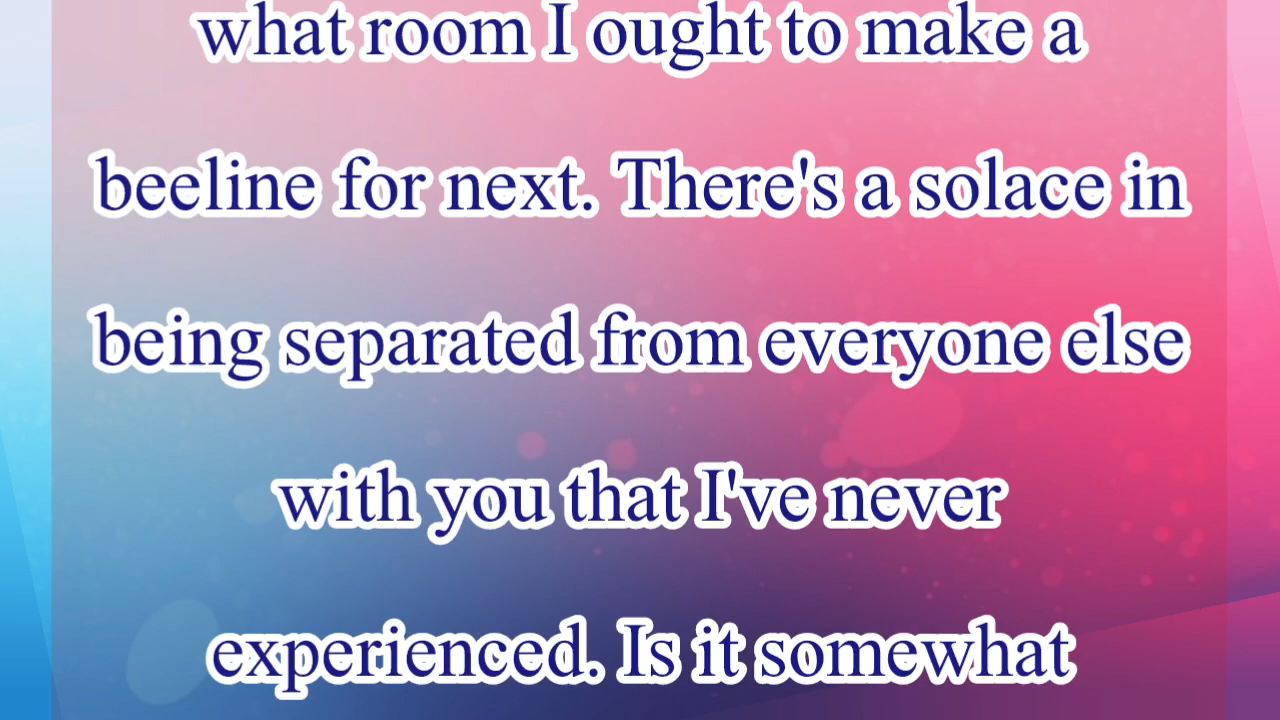 what room I ought to make a
beeline for next. There's a solace in
being separated from everyone else
with you that I've never
experienced. Is it somewhat